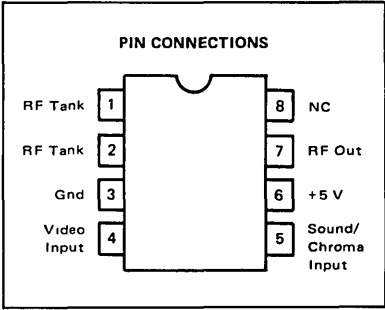 PIN CONNECTIONS
RF Tank 1
8 NC
RF Tank 2
7 RF Out
Gnd 3
6 +5 V
Video
Input 4
5 Sound/
Chroma
Input